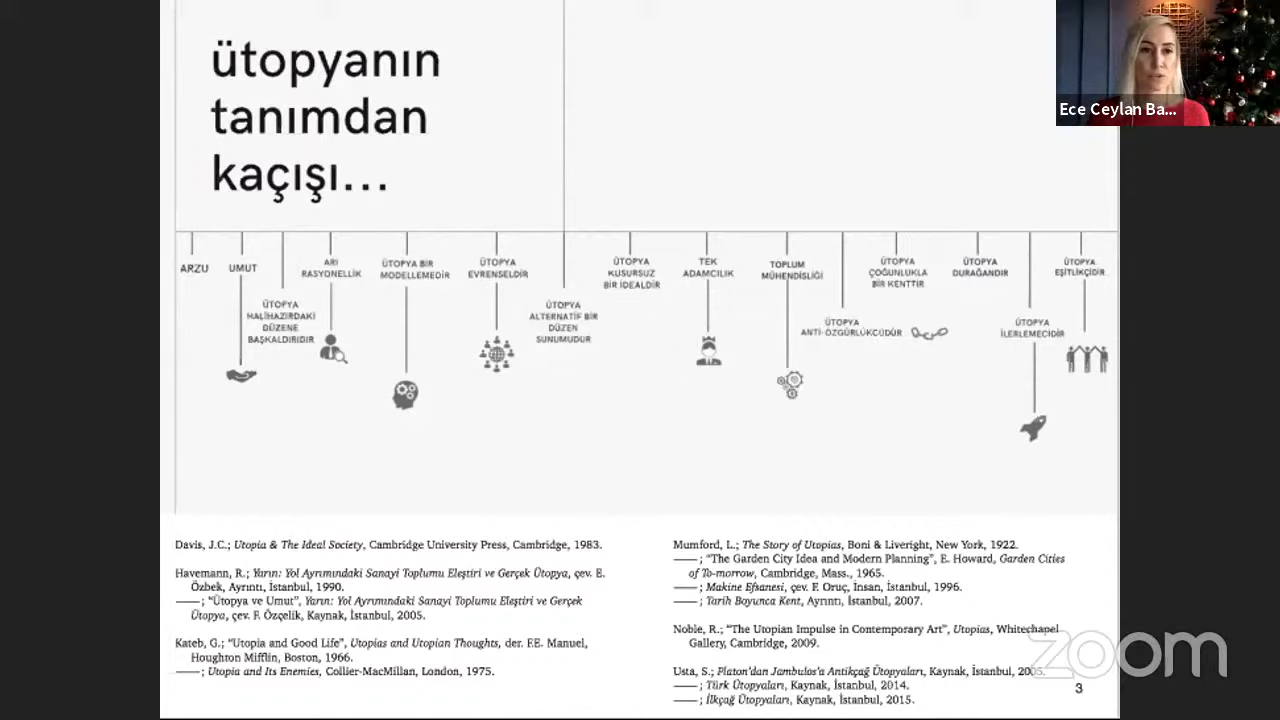 ütopyanın
tanımdan
kaçışı...
Ece Ceylan Ba...
ARZU
UMUT
ÜTOPYA
HALİHAZIRDAKİ
DÜZENE
BAŞKALDIRIDIR
ARI
RASYONELLİK
ÜTOPYA BİR
MODELLEMEDİR
ÜTOPYA
EVRENSELDİR
ÜTOPYA
ALTERNATİF BİR
DÜZEN
SUNUMUDUR
ÜTOPYA
KUSURSUZ
BİR İDEALDİR
TEK
ADAMCILIK
TOPLUM
MÜHENDİSLİĞİ
ÜTOPYA
ANTİ-ÖZGÜRLÜKÇÜDÜR
ÜTOPYA
ÇOĞUNLUKLA
BİR KENTTİR
ÜTOPYA
DURAĞANDIR
ÜTOPYA
İLERLEMECİDİR
ÜTOPYA
EŞİTLİKÇİDİR
Davis, J.C.; Utopia & The Ideal Society, Cambridge University Press, Cambridge, 1983.
Havemann, R.; Yarın: Yol Ayrımındaki Sanayi Toplumu Eleştiri ve Gerçek Ütopya, çev. E.
Özbek, Ayrıntı, İstanbul, 1990.
——; "Ütopya ve Umut", Yarın: Yol Ayrımındaki Sanayi Toplumu Eleştiri ve Gerçek
Ütopya, çev. F. Özçelik, Kaynak, İstanbul, 2005.
Kateb, G.; "Utopia and Good Life", Utopias and Utopian Thoughts, der. F.E. Manuel,
Houghton Mifflin, Boston, 1966.
——; Utopia and Its Enemies, Collier-MacMillan, London, 1975.
Mumford, L.; The Story of Utopias, Boni & Liveright, New York, 1922.
——; "The Garden City Idea and Modern Planning", E. Howard, Garden Cities
of To-morrow, Cambridge, Mass., 1965.
——; Makine Efsanesi, çev. F. Oruç, İnsan, İstanbul, 1996.
——; Tarih Boyunca Kent, Ayrıntı, İstanbul, 2007.
Noble, R.; "The Utopian Impulse in Contemporary Art", Utopias, Whitechapel
Gallery, Cambridge, 2009.
Usta, S.; Platon'dan Jambulos'a Antikçağ Ütopyaları, Kaynak, İstanbul, 2005.
——; Türk Ütopyaları, Kaynak, İstanbul, 2014.
——; İlkçağ Ütopyaları, Kaynak, İstanbul, 2015.
zoom
3